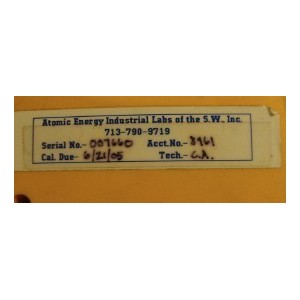 Atomic Energy Industrial Labs of the S.W., Inc.
713-790-9719
Serial No.- 007660 Acct.No.- 8961
Cal. Due- 6/21/05 Tech.- C.A.